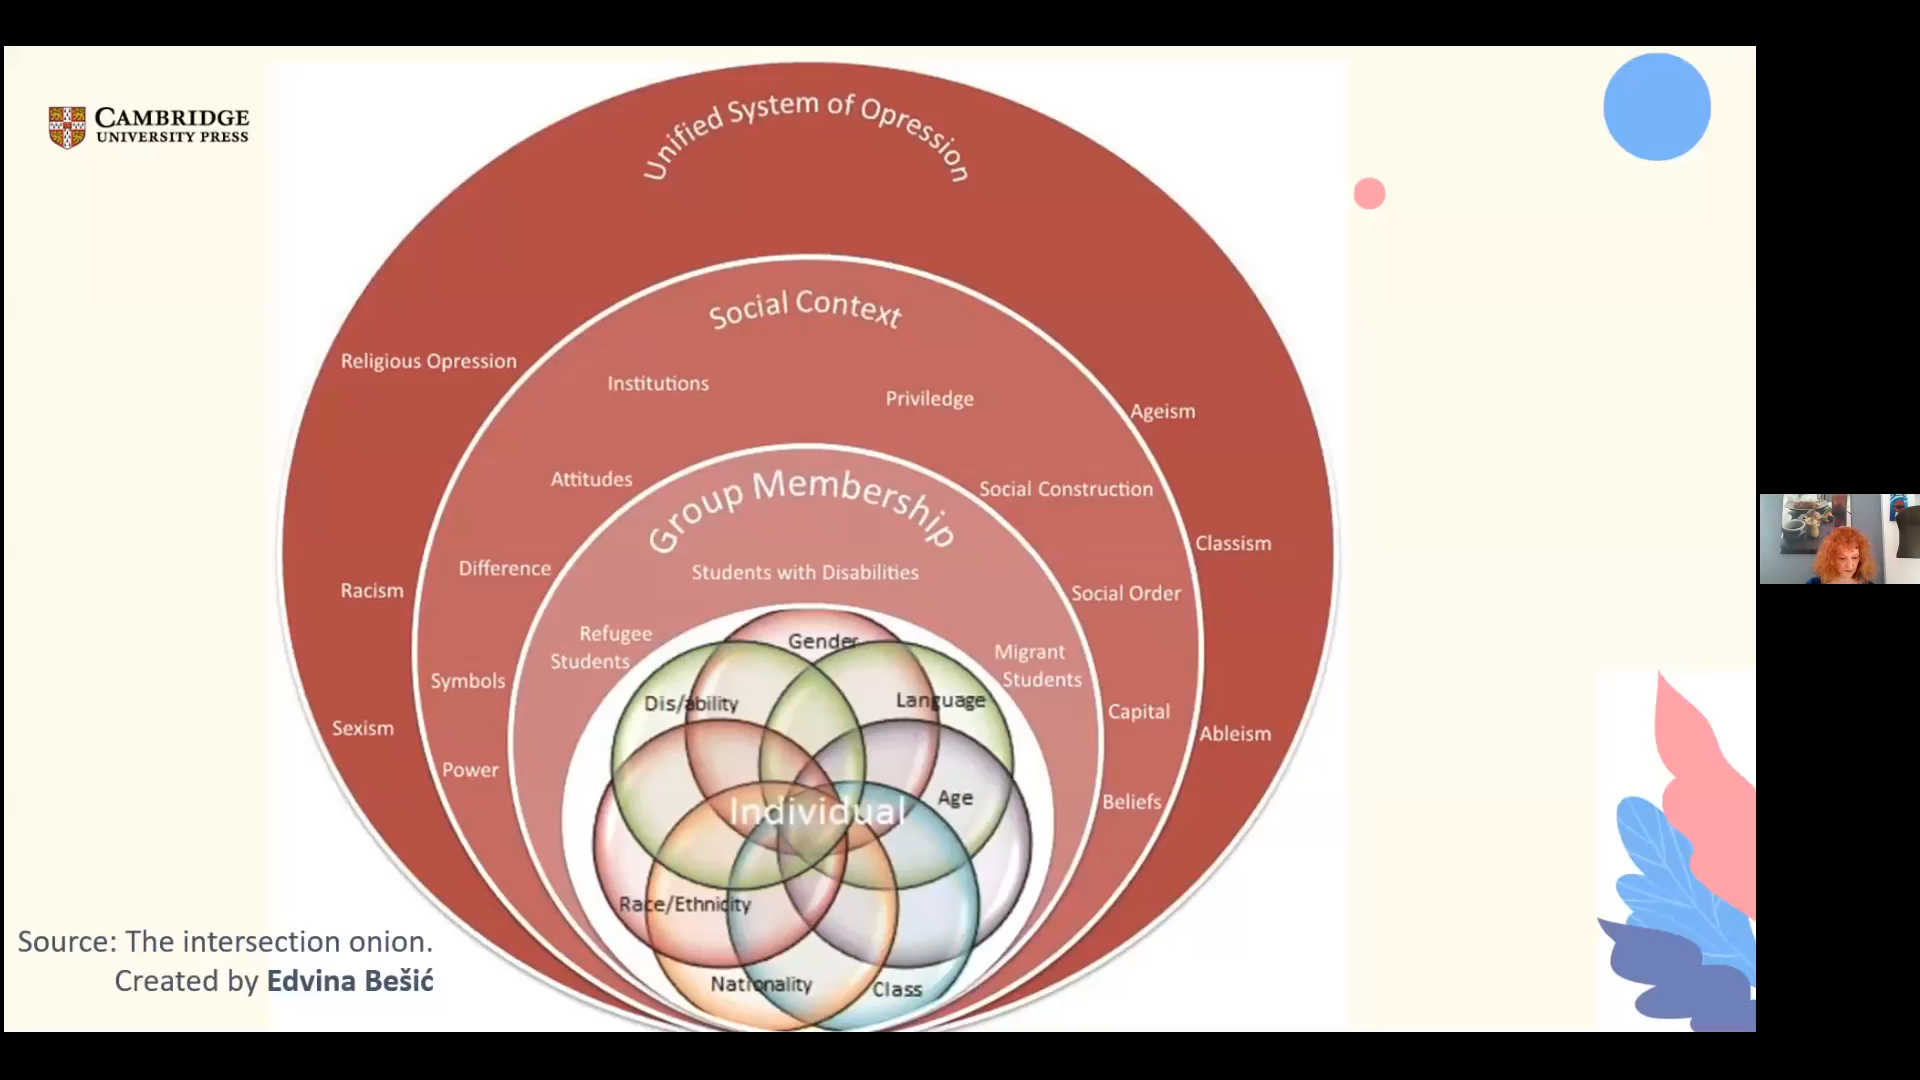 CAMBRIDGE
UNIVERSITY PRESS
Unified System of Opression
Religious Opression
Racism
Sexism
Ageism
Classism
Ableism
Social Context
Institutions
Priviledge
Attitudes
Social Construction
Difference
Social Order
Symbols
Capital
Power
Beliefs
Group Membership
Students with Disabilities
Refugee
Students
Migrant
Students
Gender
Dis/ability
Language
Age
Individual
Race/Ethnicity
Nationality
Class
Source: The intersection onion.
Created by Edvina Bešić